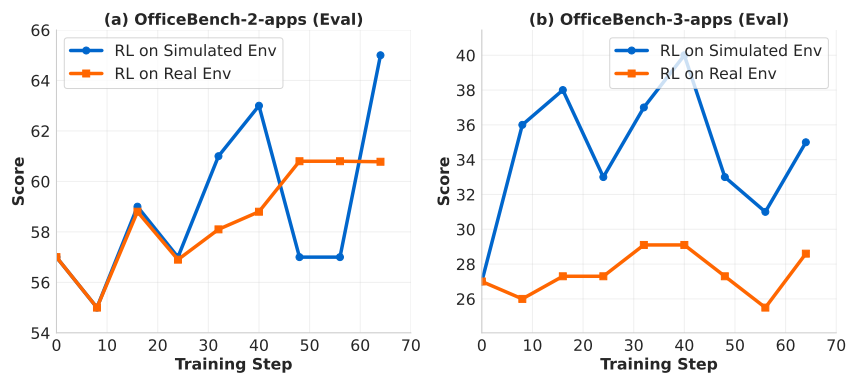 (a) OfficeBench-2-apps (Eval)
RL on Simulated Env
RL on Real Env
66
64
62
60
58
56
54
Score
0 10 20 30 40 50 60 70
Training Step
(b) OfficeBench-3-apps (Eval)
RL on Simulated Env
RL on Real Env
40
38
36
34
32
30
28
26
Score
0 10 20 30 40 50 60 70
Training Step